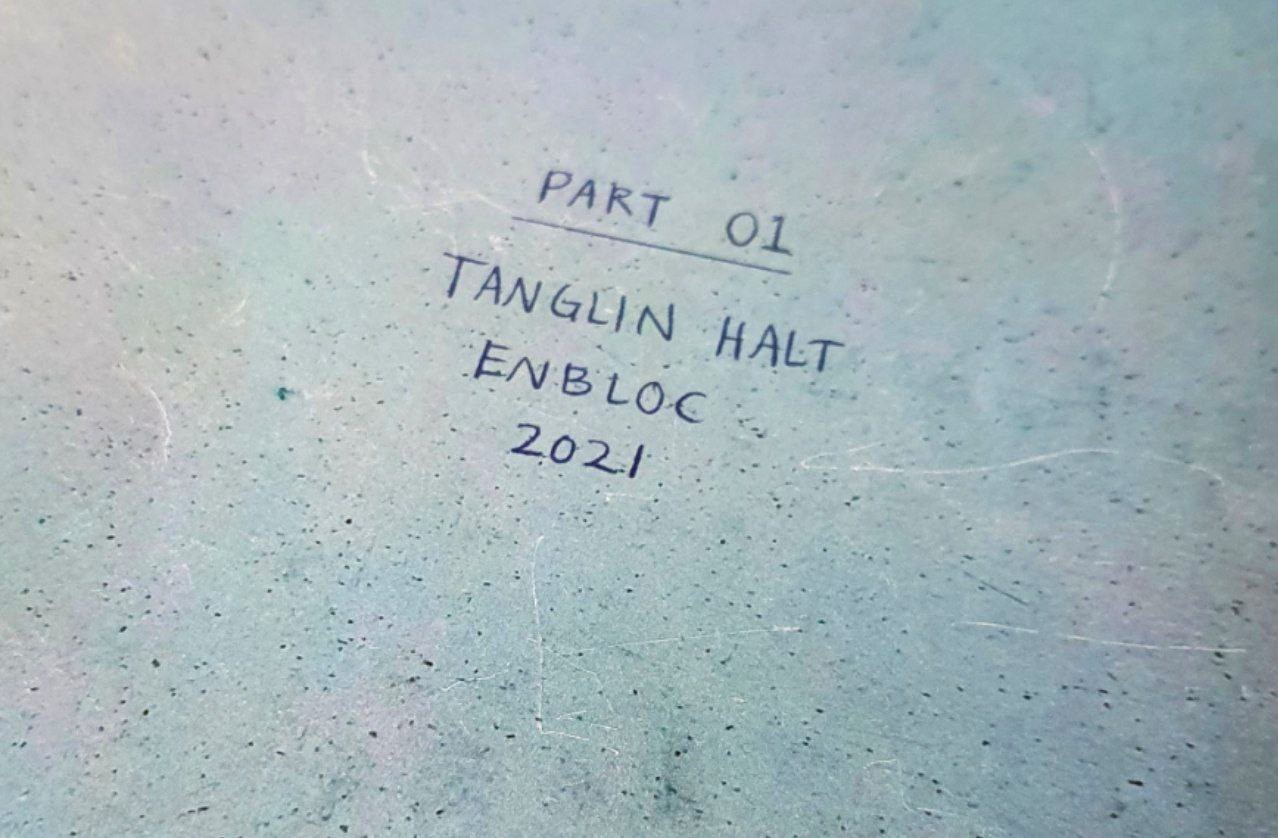 PART 01
TANGLIN HALT
ENBLOC
2021